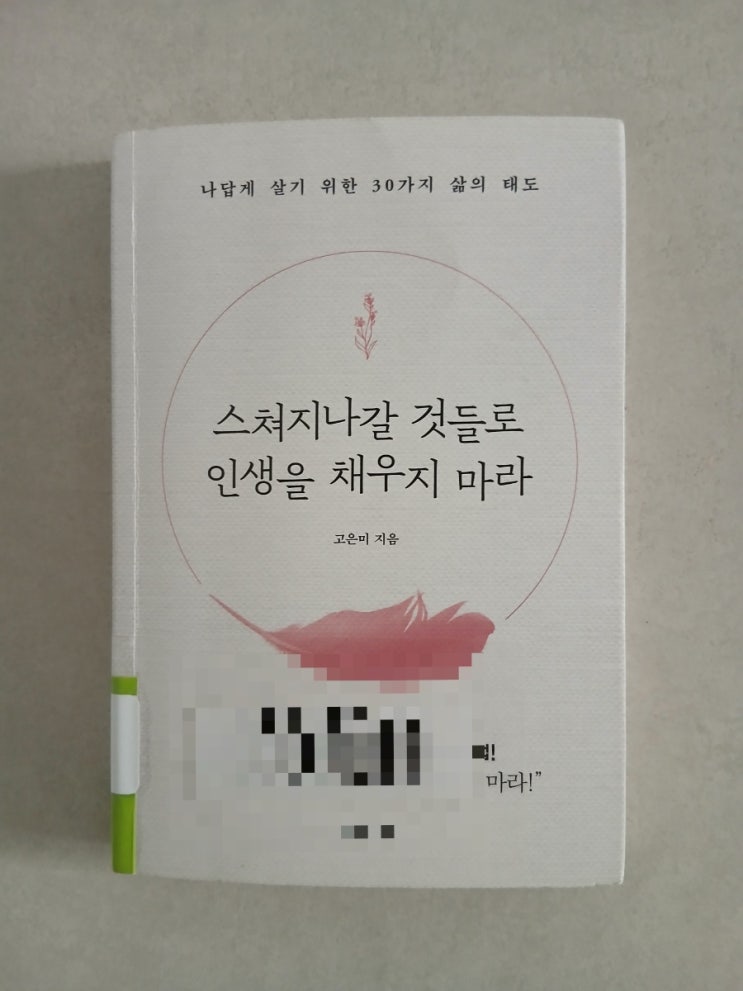 나답게 살기 위한 30가지 삶의 태도
스쳐지나갈 것들로
인생을 채우지 마라
고은미 지음
마라!”